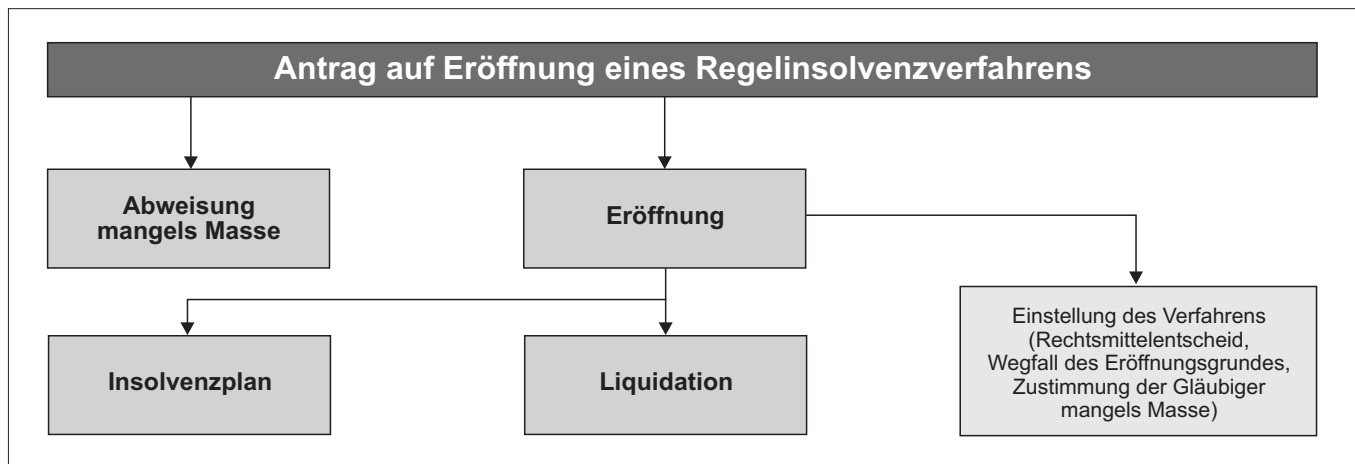 Antrag auf Eröffnung eines Regelinsolvenzverfahrens
Abweisung
mangels Masse
Eröffnung
Insolvenzplan
Liquidation
Einstellung des Verfahrens
(Rechtsmittelentscheid,
Wegfall des Eröffnungsgrundes,
Zustimmung der Gläubiger
mangels Masse)